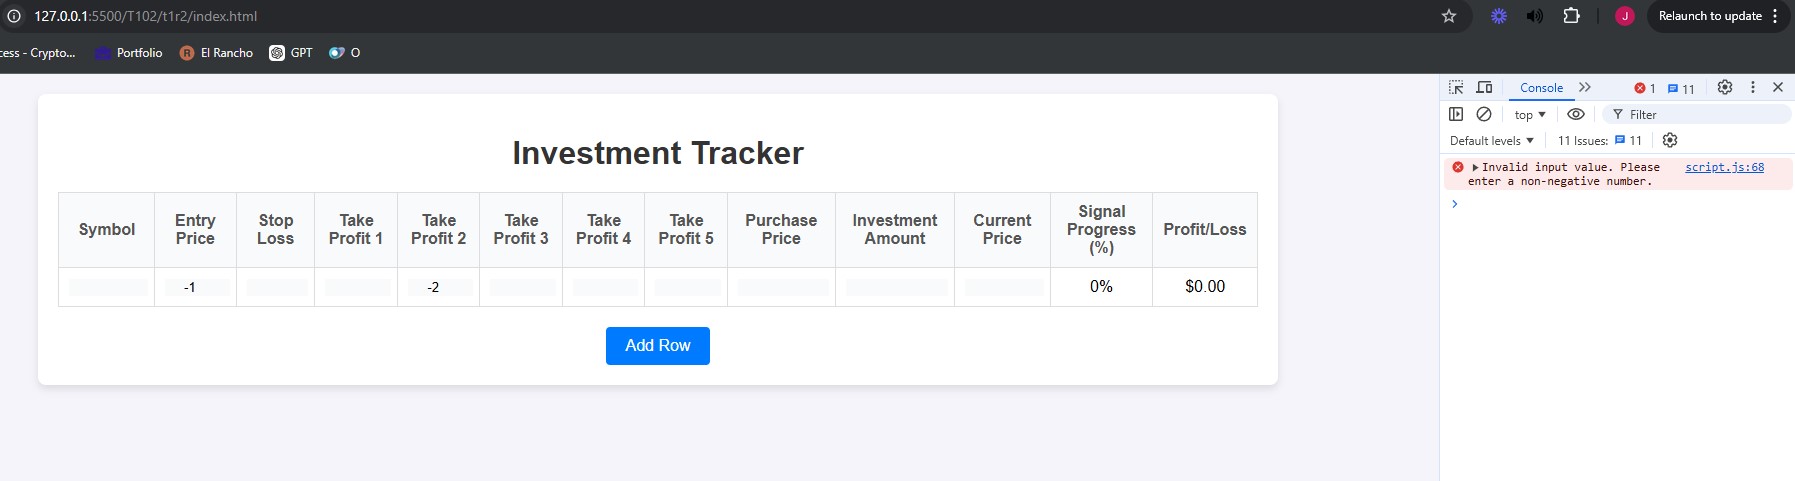 127.0.0.1:5500/T102/t1r2/index.html
J
Relaunch to update
cess - Crypto...
Portfolio
R
El Rancho
GPT
O
Console
1
11
top
Filter
Default levels
11 Issues:
11
Invalid input value. Please
script.js:68
enter a non-negative number.
Investment Tracker
Symbol
Entry
Price
Stop
Loss
Take
Profit 1
Take
Profit 2
Take
Profit 3
Take
Profit 4
Take
Profit 5
Purchase
Price
Investment
Amount
Current
Price
Signal
Progress
(%)
Profit/Loss
-1
-2
0%
$0.00
Add Row